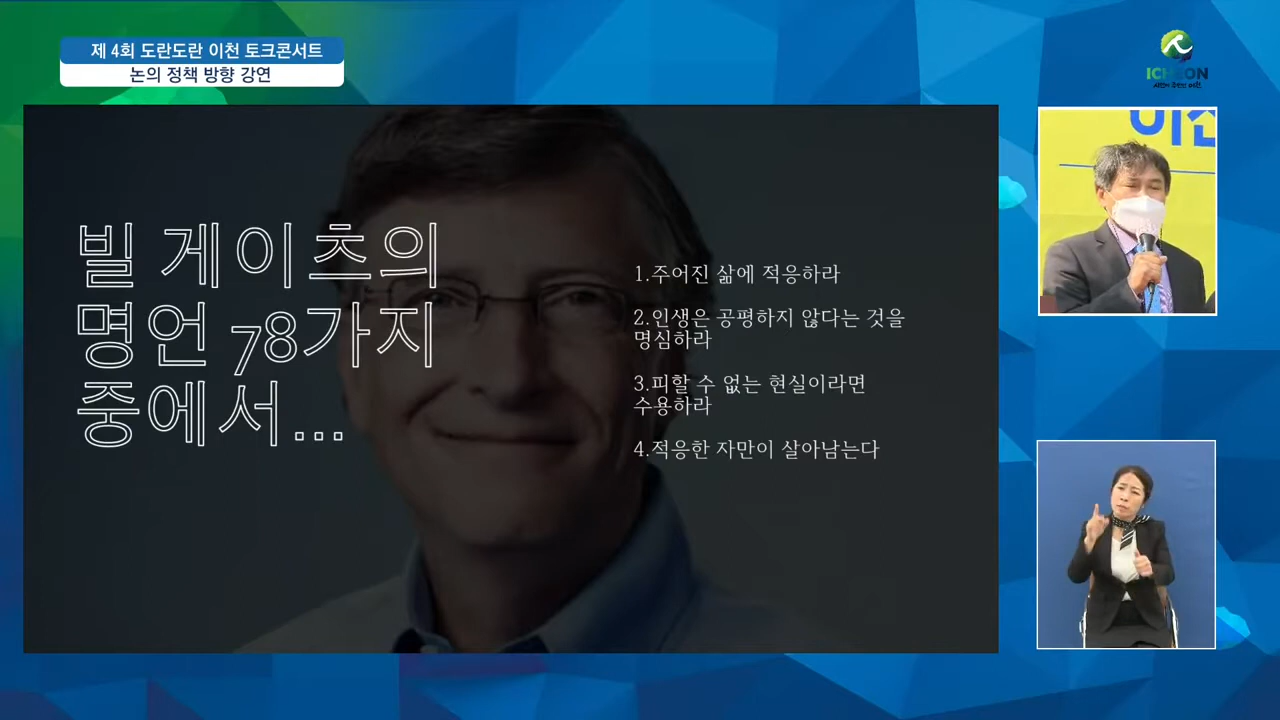 제 4회 도란도란 이천 토크콘서트
논의 정책 방향 강연
ICHEON
빌 게이츠의
명언 78가지
중에서...
1.주어진 삶에 적응하라
2.인생은 공평하지 않다는 것을
명심하라
3.피할 수 없는 현실이라면
수용하라
4.적응한 자만이 살아남는다